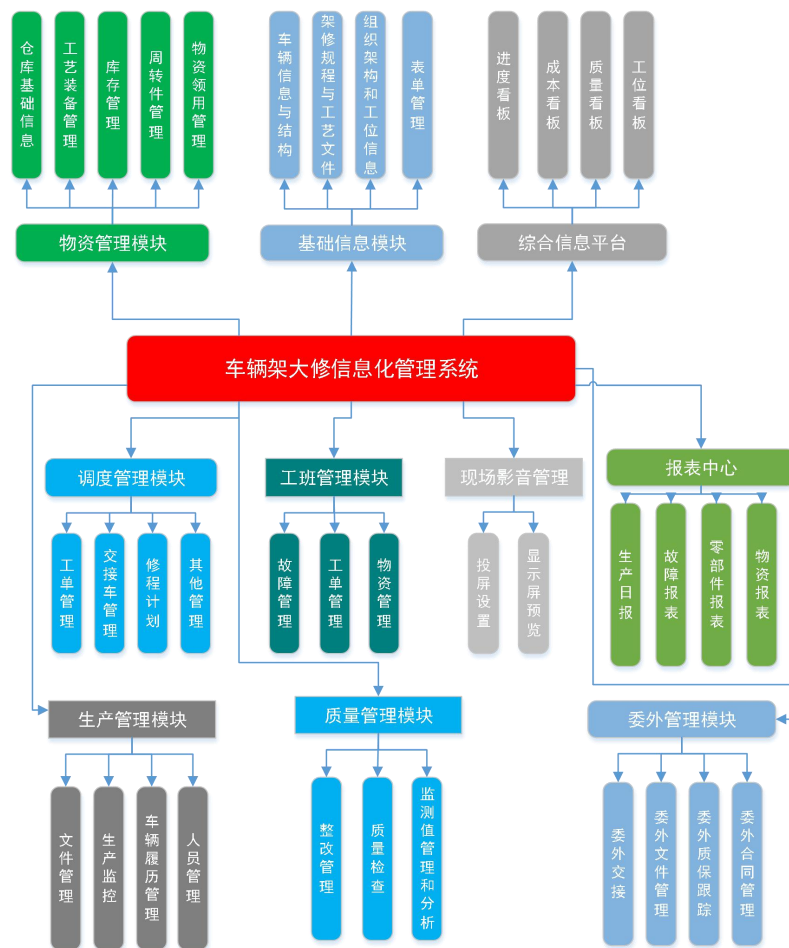 仓库基础信息
工艺装备管理
库存管理
周转件管理
物资领用管理
车辆信息与结构
架修规程与工艺文件
组织架构和工位信息
表单管理
进度看板
成本看板
质量看板
工位看板
物资管理模块
基础信息模块
综合信息平台
车辆架大修信息化管理系统
调度管理模块
工班管理模块
现场影音管理
报表中心
工单管理
交接车管理
修程计划
其他管理
故障管理
工单管理
物资管理
投屏设置
显示屏预览
生产日报
故障报表
零部件报表
物资报表
生产管理模块
质量管理模块
委外管理模块
文件管理
生产监控
车辆履历管理
人员管理
整改管理
质量检查
监测值管理和分析
委外交接
委外文件管理
委外质保跟踪
委外合同管理